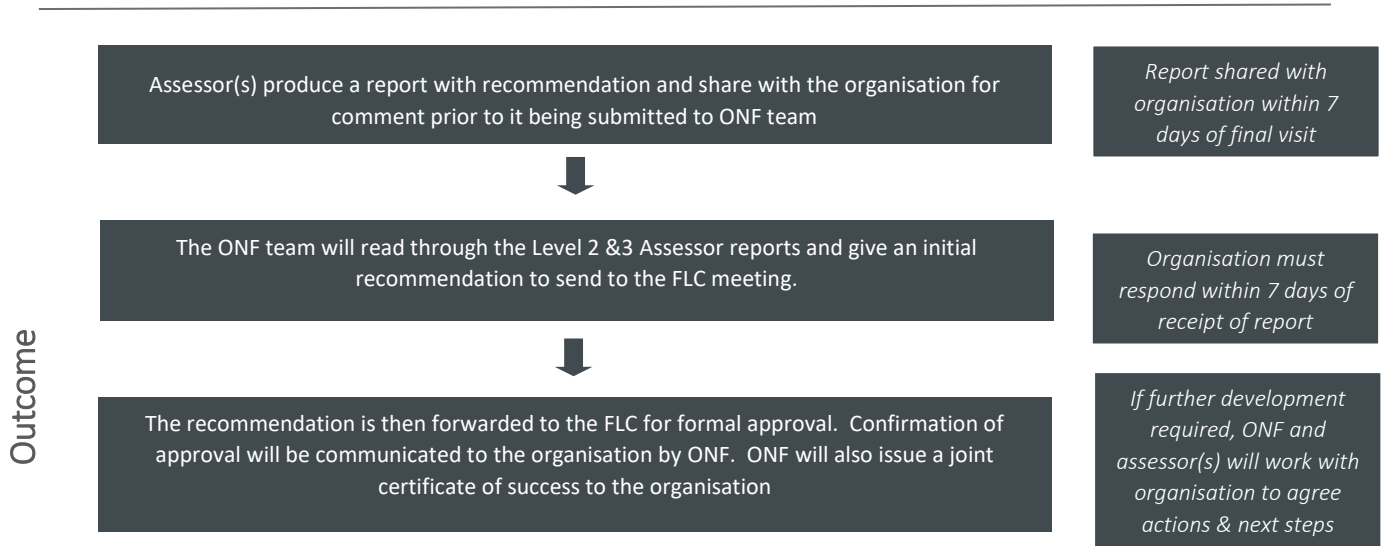 Assessor(s) produce a report with recommendation and share with the organisation for
comment prior to it being submitted to ONF team
Report shared with
organisation within 7
days of final visit
The ONF team will read through the Level 2 &3 Assessor reports and give an initial
recommendation to send to the FLC meeting.
Organisation must
respond within 7 days of
receipt of report
Outcome
The recommendation is then forwarded to the FLC for formal approval.  Confirmation of
approval will be communicated to the organisation by ONF.  ONF will also issue a joint
certificate of success to the organisation
If further development
required, ONF and
assessor(s) will work with
organisation to agree
actions & next steps